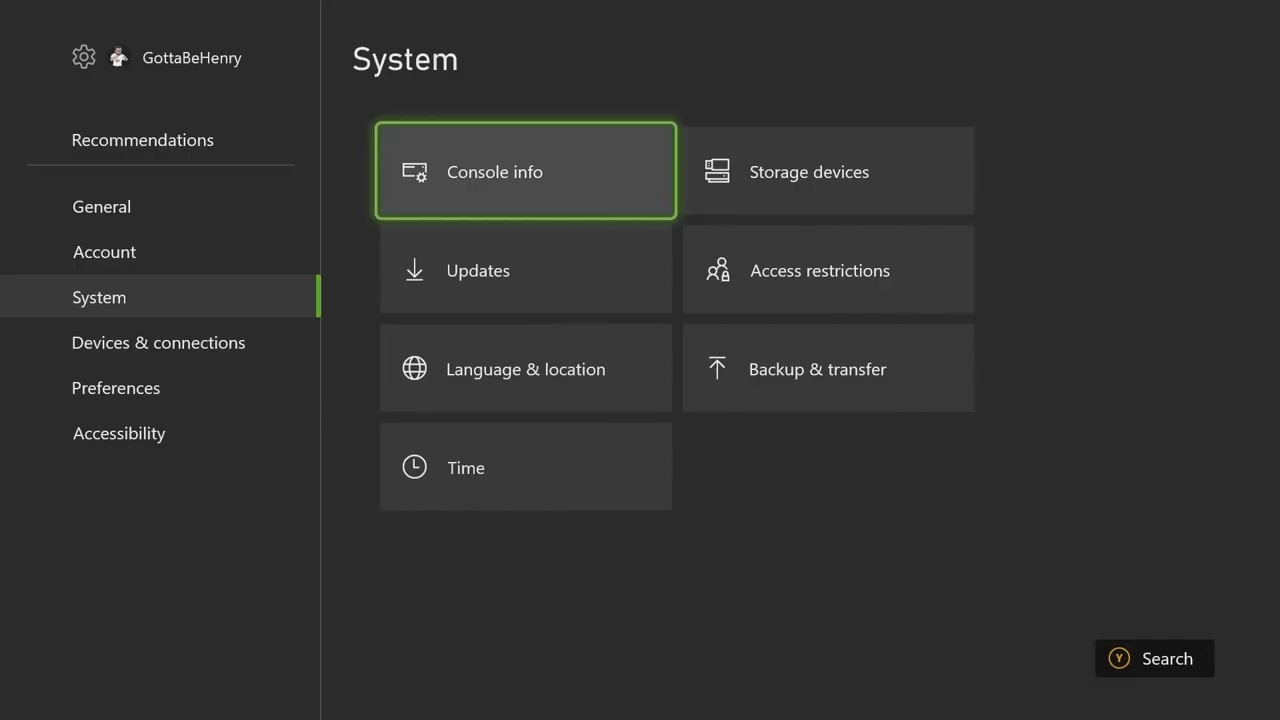 GottaBeHenry
Recommendations
General
Account
System
Devices & connections
Preferences
Accessibility
System
Console info
Storage devices
Updates
Access restrictions
Language & location
Backup & transfer
Time
Y Search